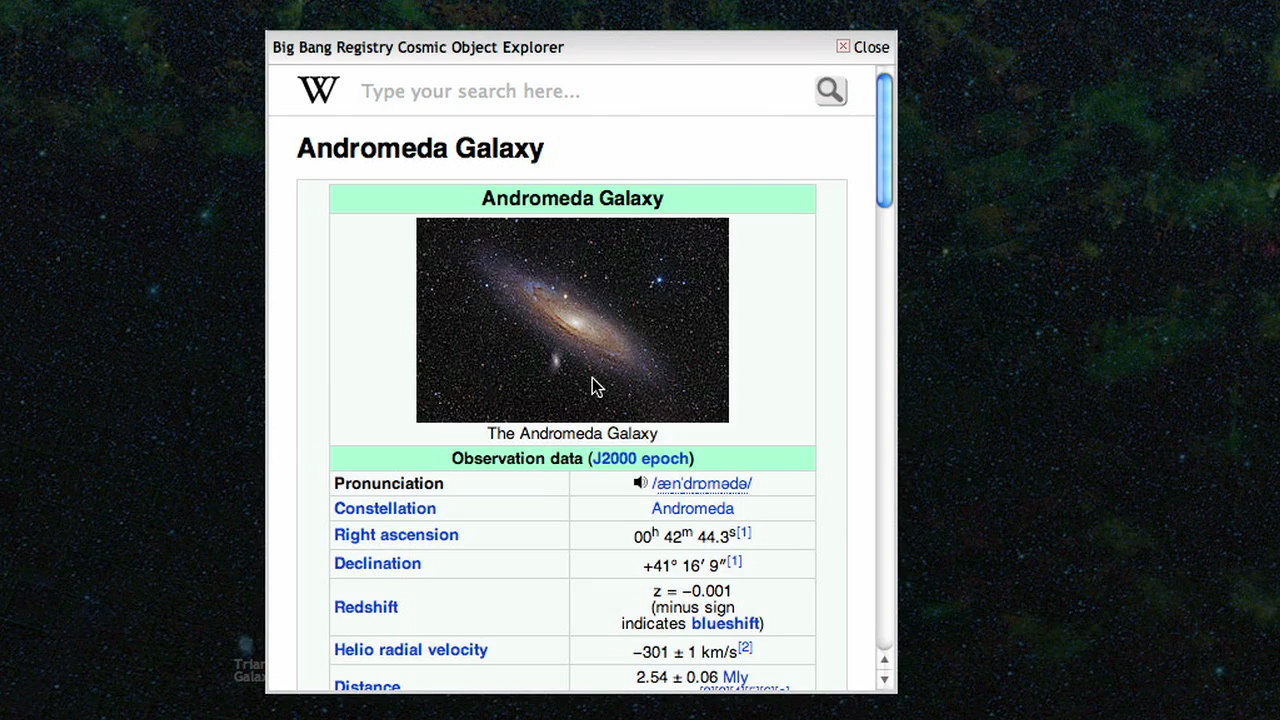 Big Bang Registry Cosmic Object Explorer
Close
W
Type your search here...
Andromeda Galaxy
Andromeda Galaxy
The Andromeda Galaxy
Observation data (J2000 epoch)
Pronunciation /ænˈdrɒmədə/
Constellation Andromeda
Right ascension 00h 42m 44.3s[1]
Declination +41° 16′ 9″[1]
Redshift z = −0.001
(minus sign
indicates blueshift)
Helio radial velocity −301 ± 1 km/s[2]
Distance 2.54 ± 0.06 Mly